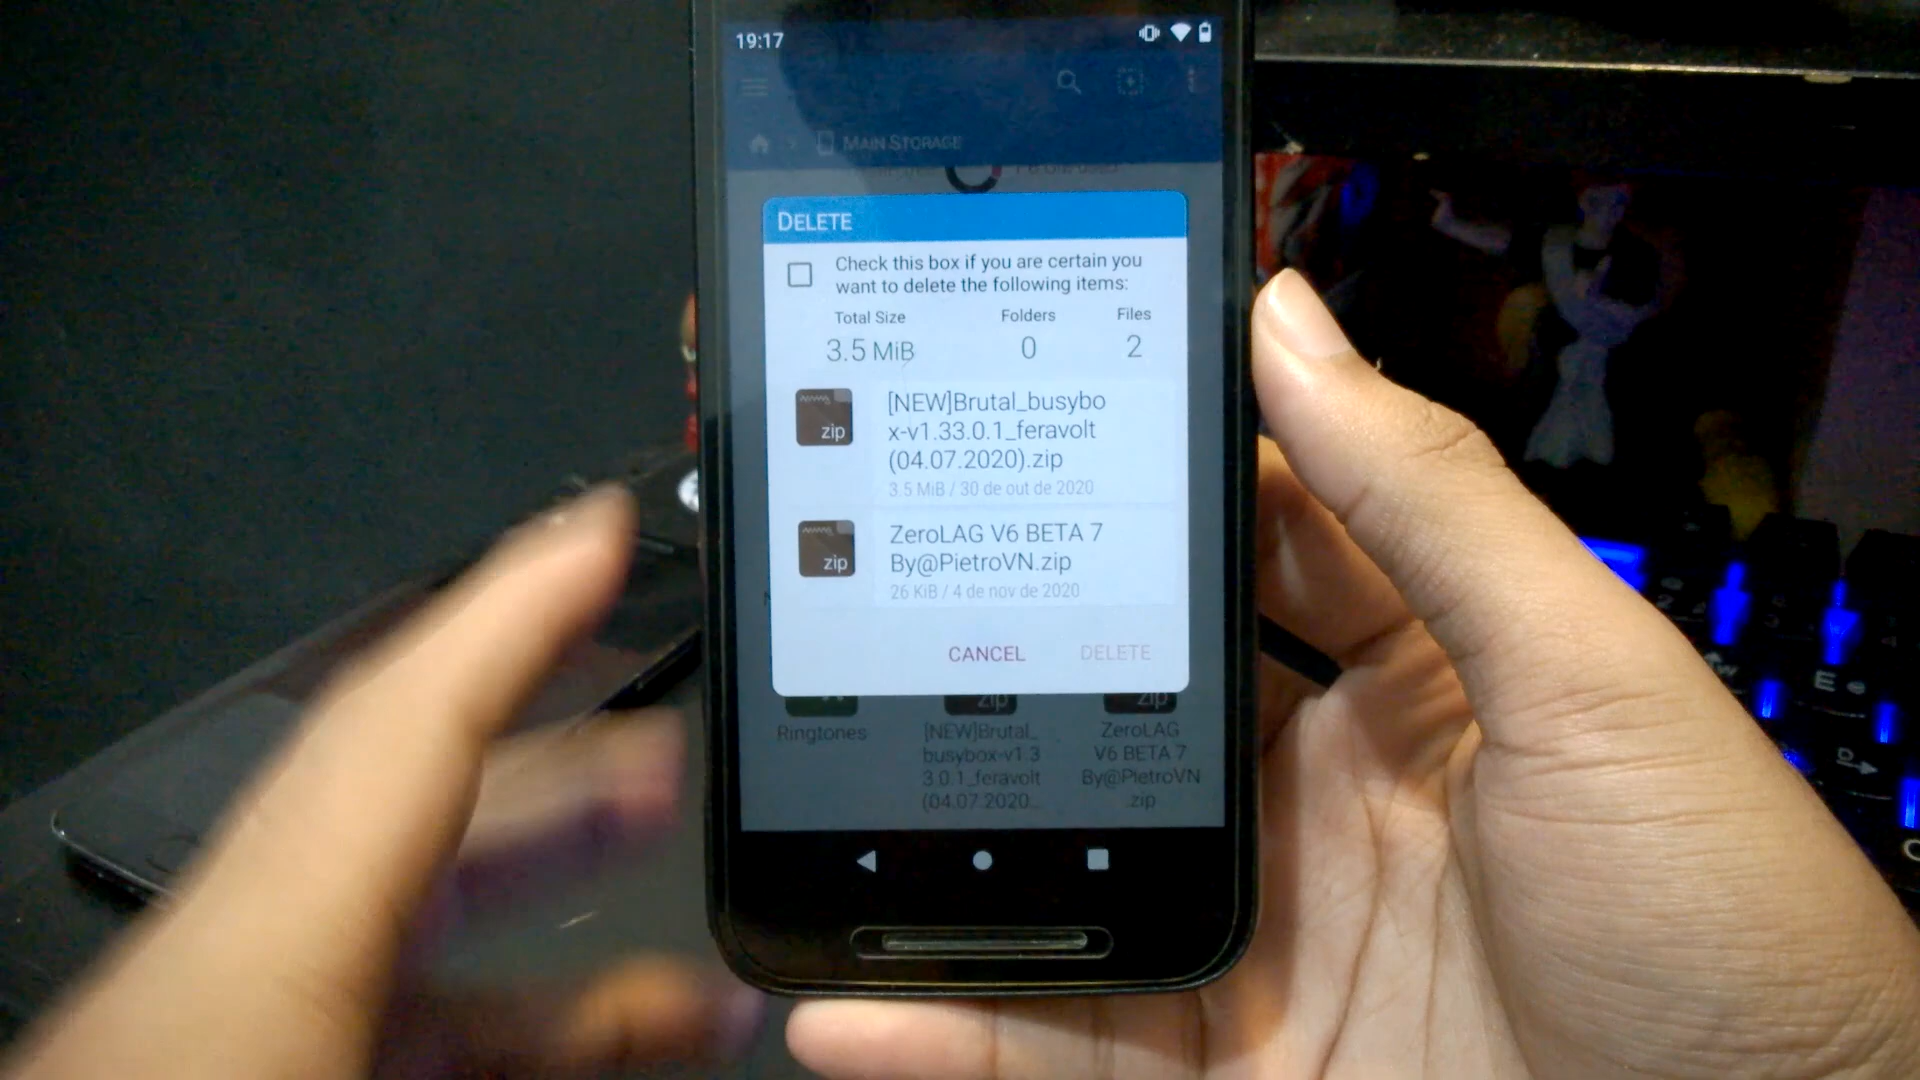 19:17
MAIN STORAGE
DELETE
Check this box if you are certain you
want to delete the following items:
Total Size Folders Files
3.5 MiB 0 2
zip
[NEW]Brutal_busybo
x-v1.33.0.1_feravolt
(04.07.2020).zip
3.5 MiB / 30 de out de 2020
zip
ZeroLAG V6 BETA 7
By@PietroVN.zip
26 KiB / 4 de nov de 2020
CANCEL DELETE
zip zip
Ringtones
[NEW]Brutal_
busybox-v1.3
3.0.1_feravolt
(04.07.2020...
ZeroLAG
V6 BETA 7
By@PietroVN
.zip
E
D